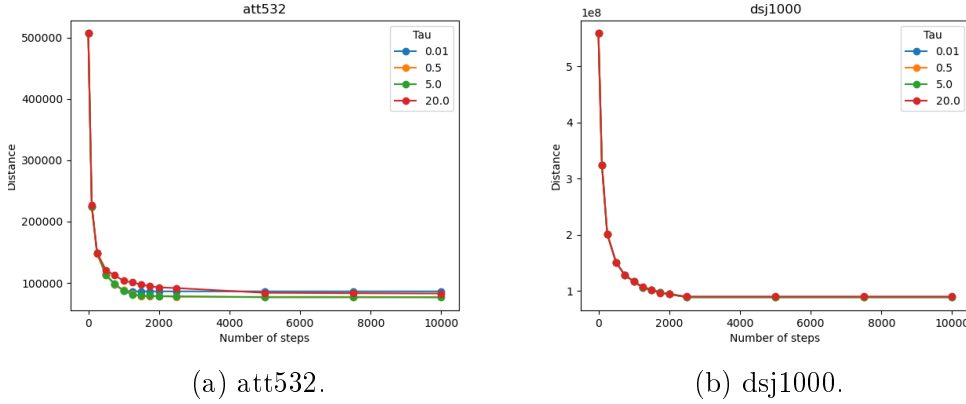 att532
500000
400000
300000
200000
100000
Distance
0
2000
4000
6000
8000
10000
Number of steps
Tau
0.01
0.5
5.0
20.0
(a) att532.
dsj1000
1e8
5
4
3
2
1
Distance
0
2000
4000
6000
8000
10000
Number of steps
Tau
0.01
0.5
5.0
20.0
(b) dsj1000.